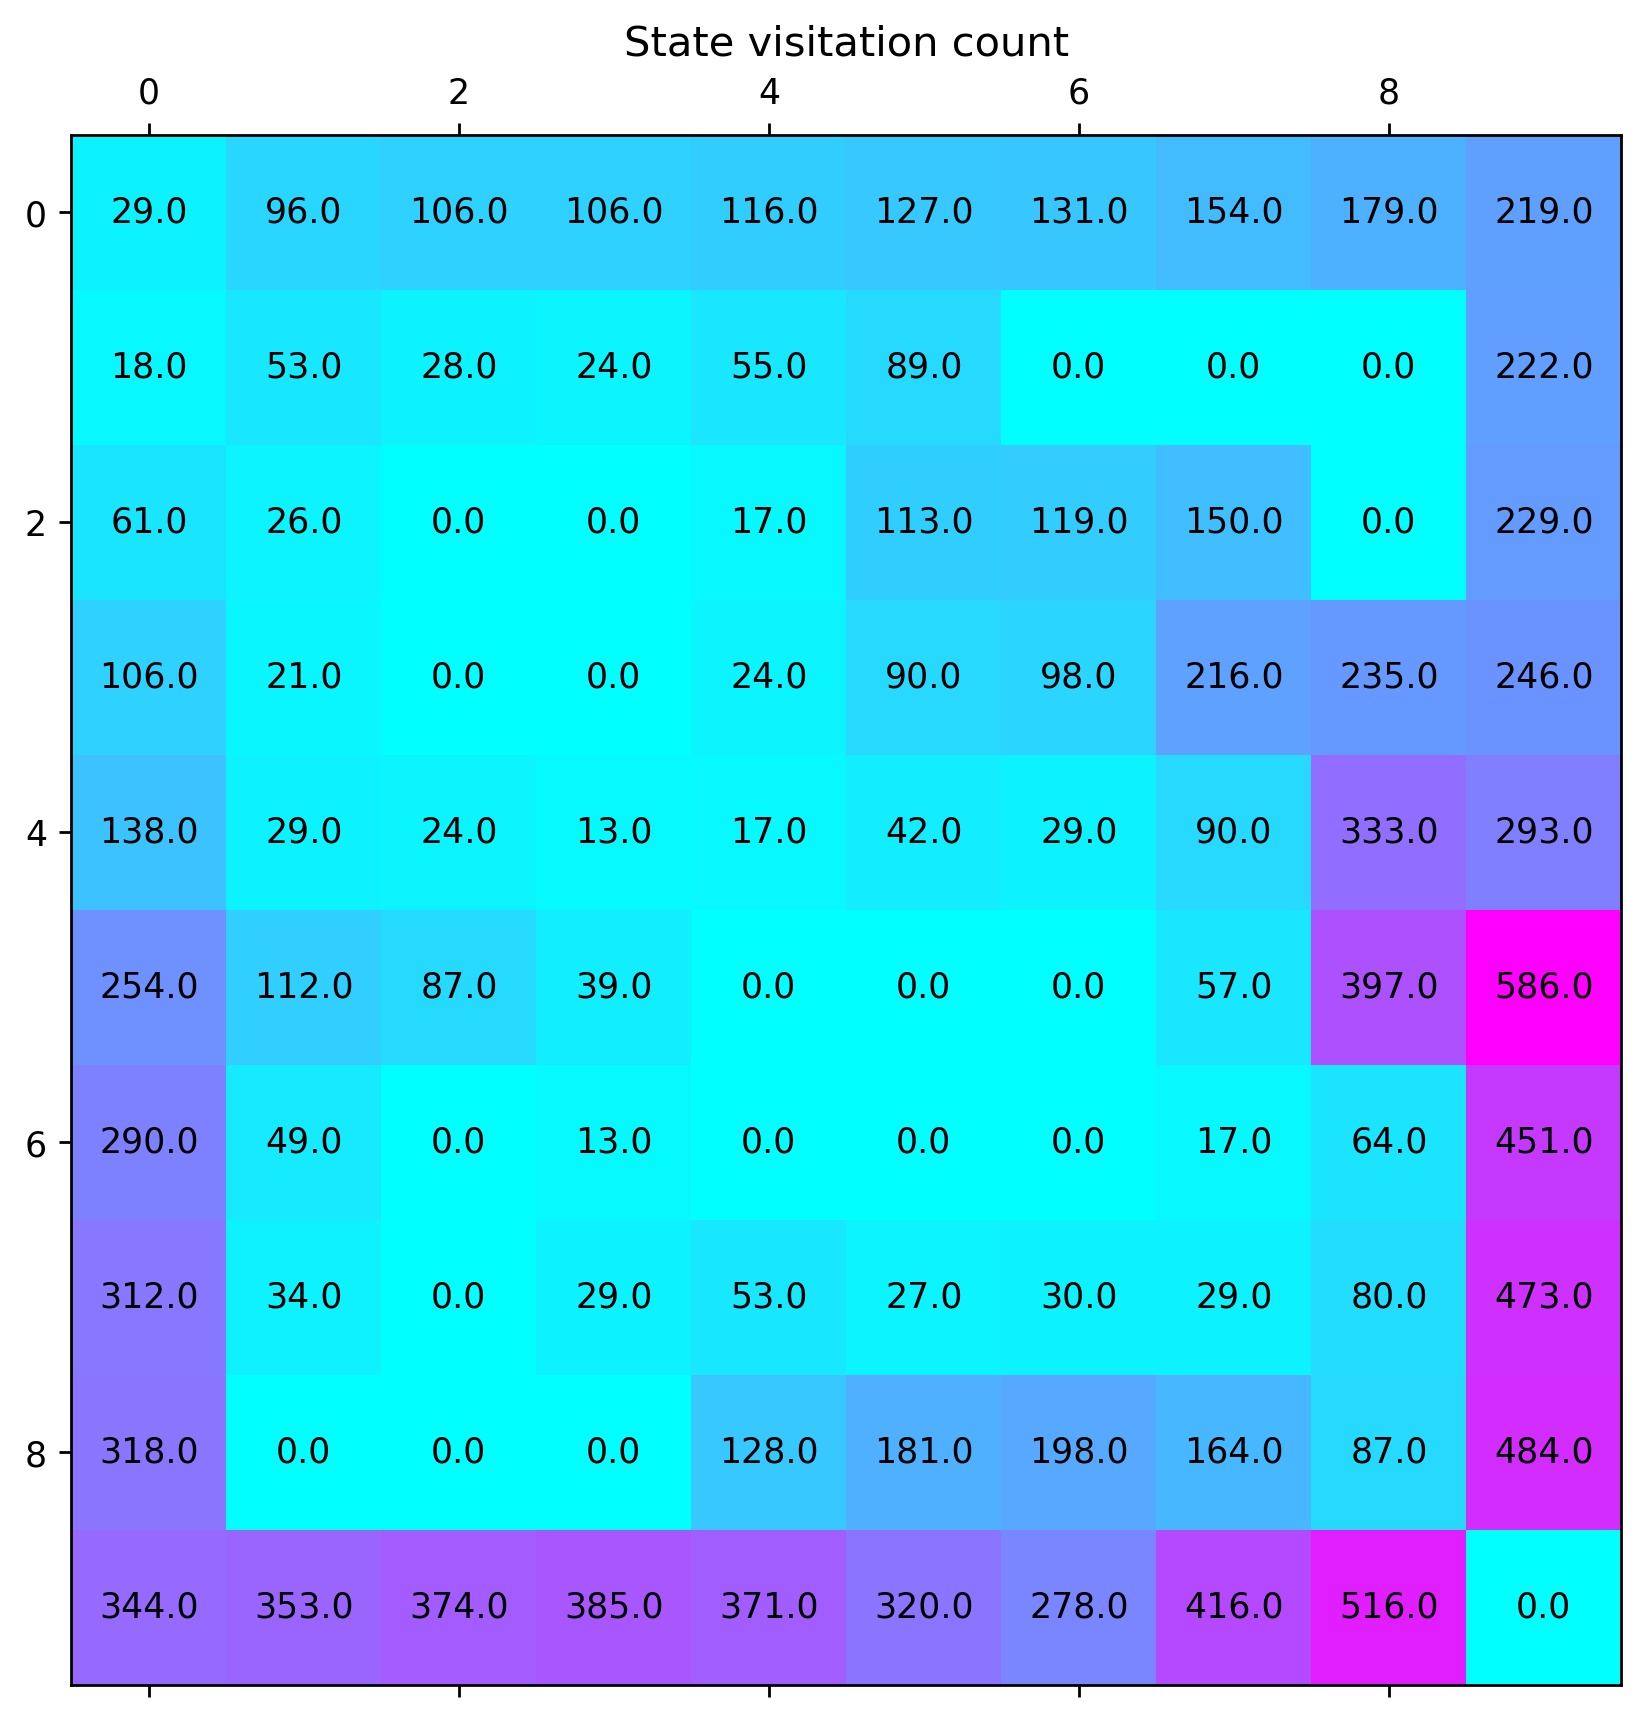 State visitation count
0 2 4 6 8
0 29.0 96.0 106.0 106.0 116.0 127.0 131.0 154.0 179.0 219.0
18.0 53.0 28.0 24.0 55.0 89.0 0.0 0.0 0.0 222.0
2 61.0 26.0 0.0 0.0 17.0 113.0 119.0 150.0 0.0 229.0
106.0 21.0 0.0 0.0 24.0 90.0 98.0 216.0 235.0 246.0
4 138.0 29.0 24.0 13.0 17.0 42.0 29.0 90.0 333.0 293.0
254.0 112.0 87.0 39.0 0.0 0.0 0.0 57.0 397.0 586.0
6 290.0 49.0 0.0 13.0 0.0 0.0 0.0 17.0 64.0 451.0
312.0 34.0 0.0 29.0 53.0 27.0 30.0 29.0 80.0 473.0
8 318.0 0.0 0.0 0.0 128.0 181.0 198.0 164.0 87.0 484.0
344.0 353.0 374.0 385.0 371.0 320.0 278.0 416.0 516.0 0.0